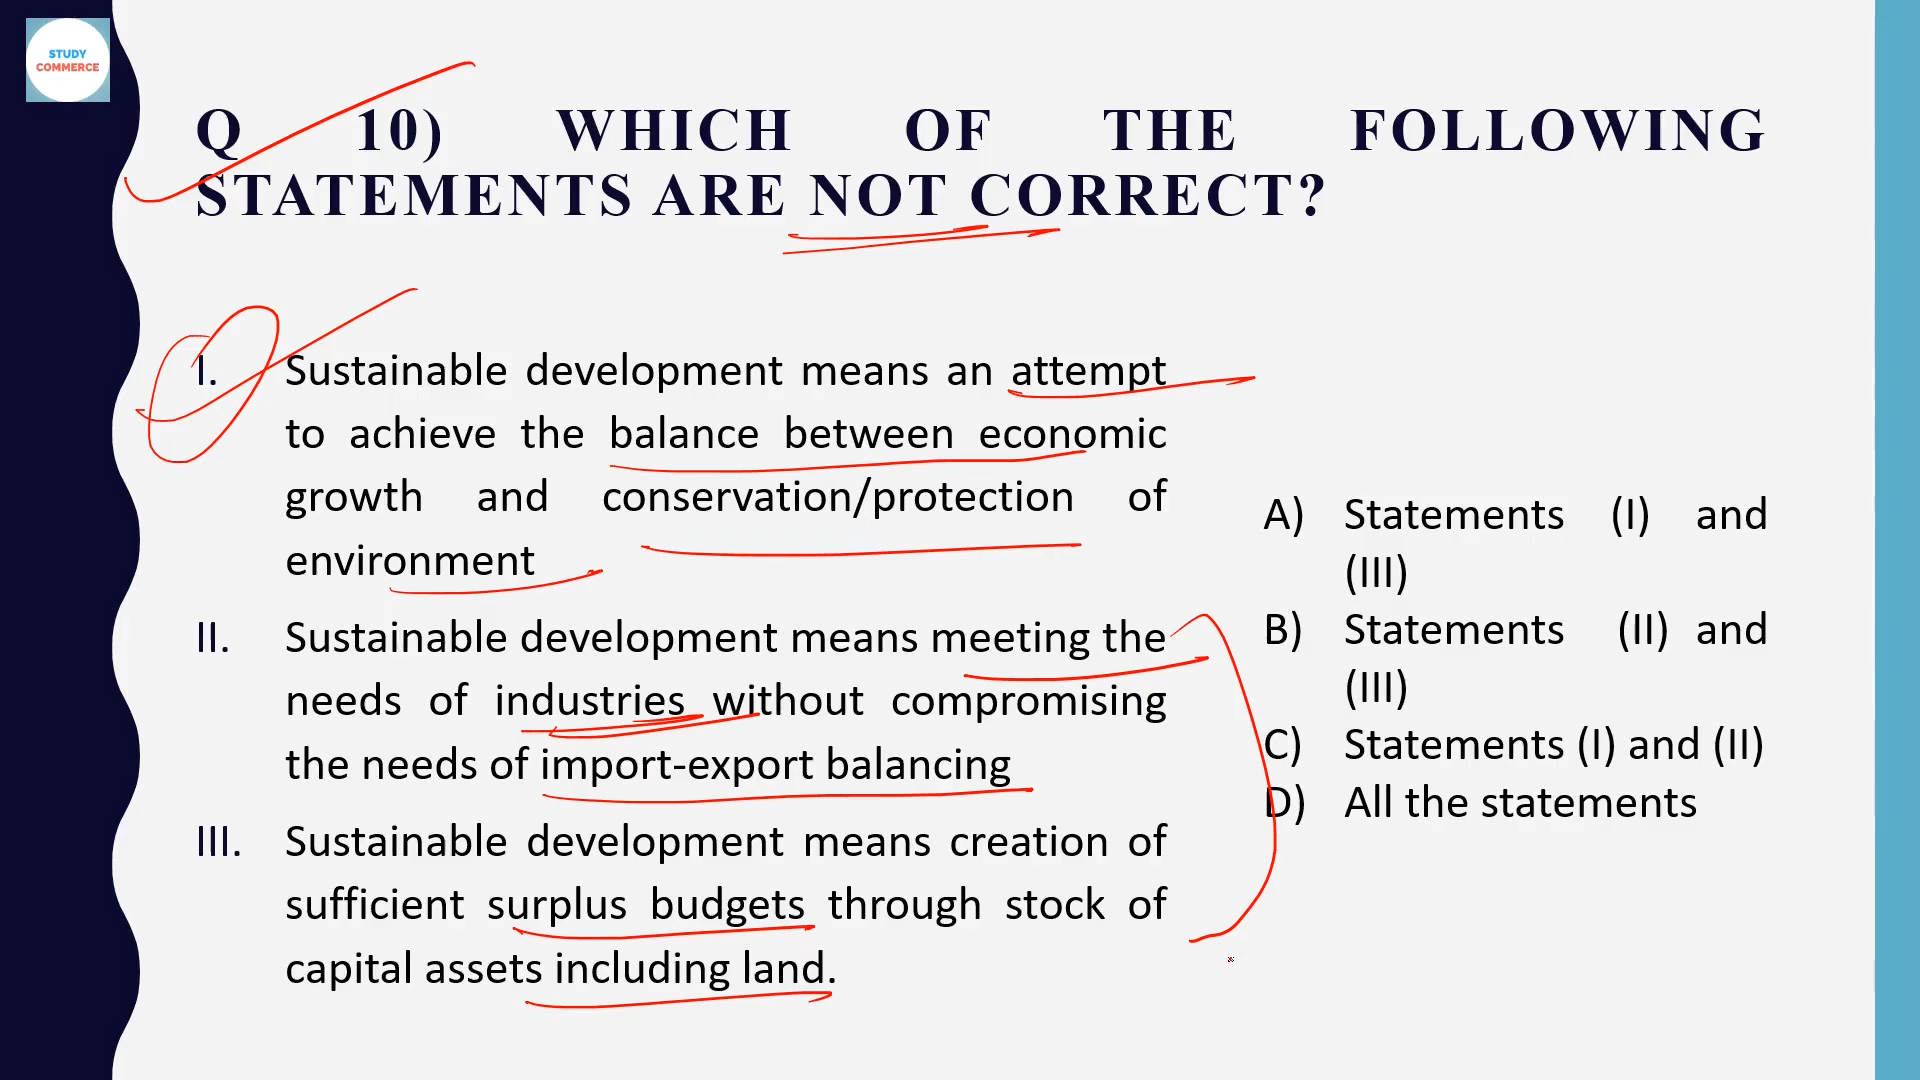 STUDY
COMMERCE
Q 10) WHICH OF THE FOLLOWING
STATEMENTS ARE NOT CORRECT?
I. Sustainable development means an attempt
to achieve the balance between economic
growth and conservation/protection of
environment
II. Sustainable development means meeting the
needs of industries without compromising
the needs of import-export balancing
III. Sustainable development means creation of
sufficient surplus budgets through stock of
capital assets including land.
A) Statements (I) and
(III)
B) Statements (II) and
(III)
C) Statements (I) and (II)
D) All the statements